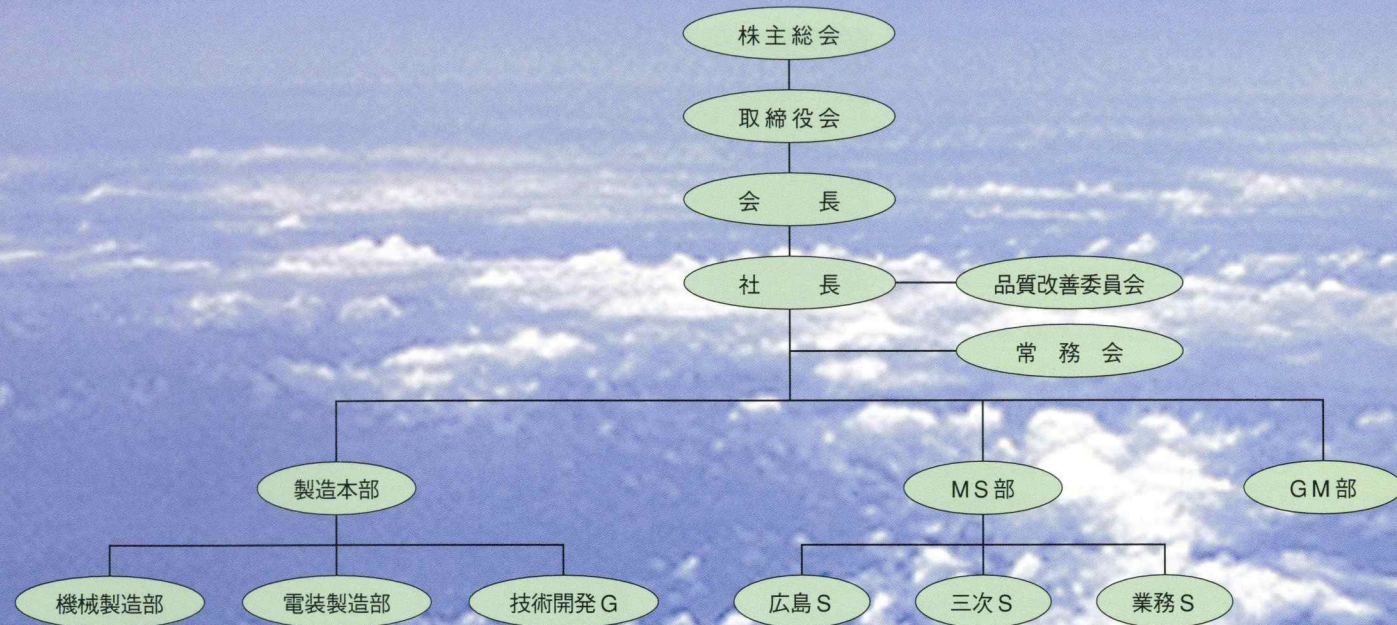 株主総会
取締役会
会長
社長
品質改善委員会
常務会
製造本部
MS部
GM部
機械製造部
電装製造部
技術開発G
広島S
三次S
業務S